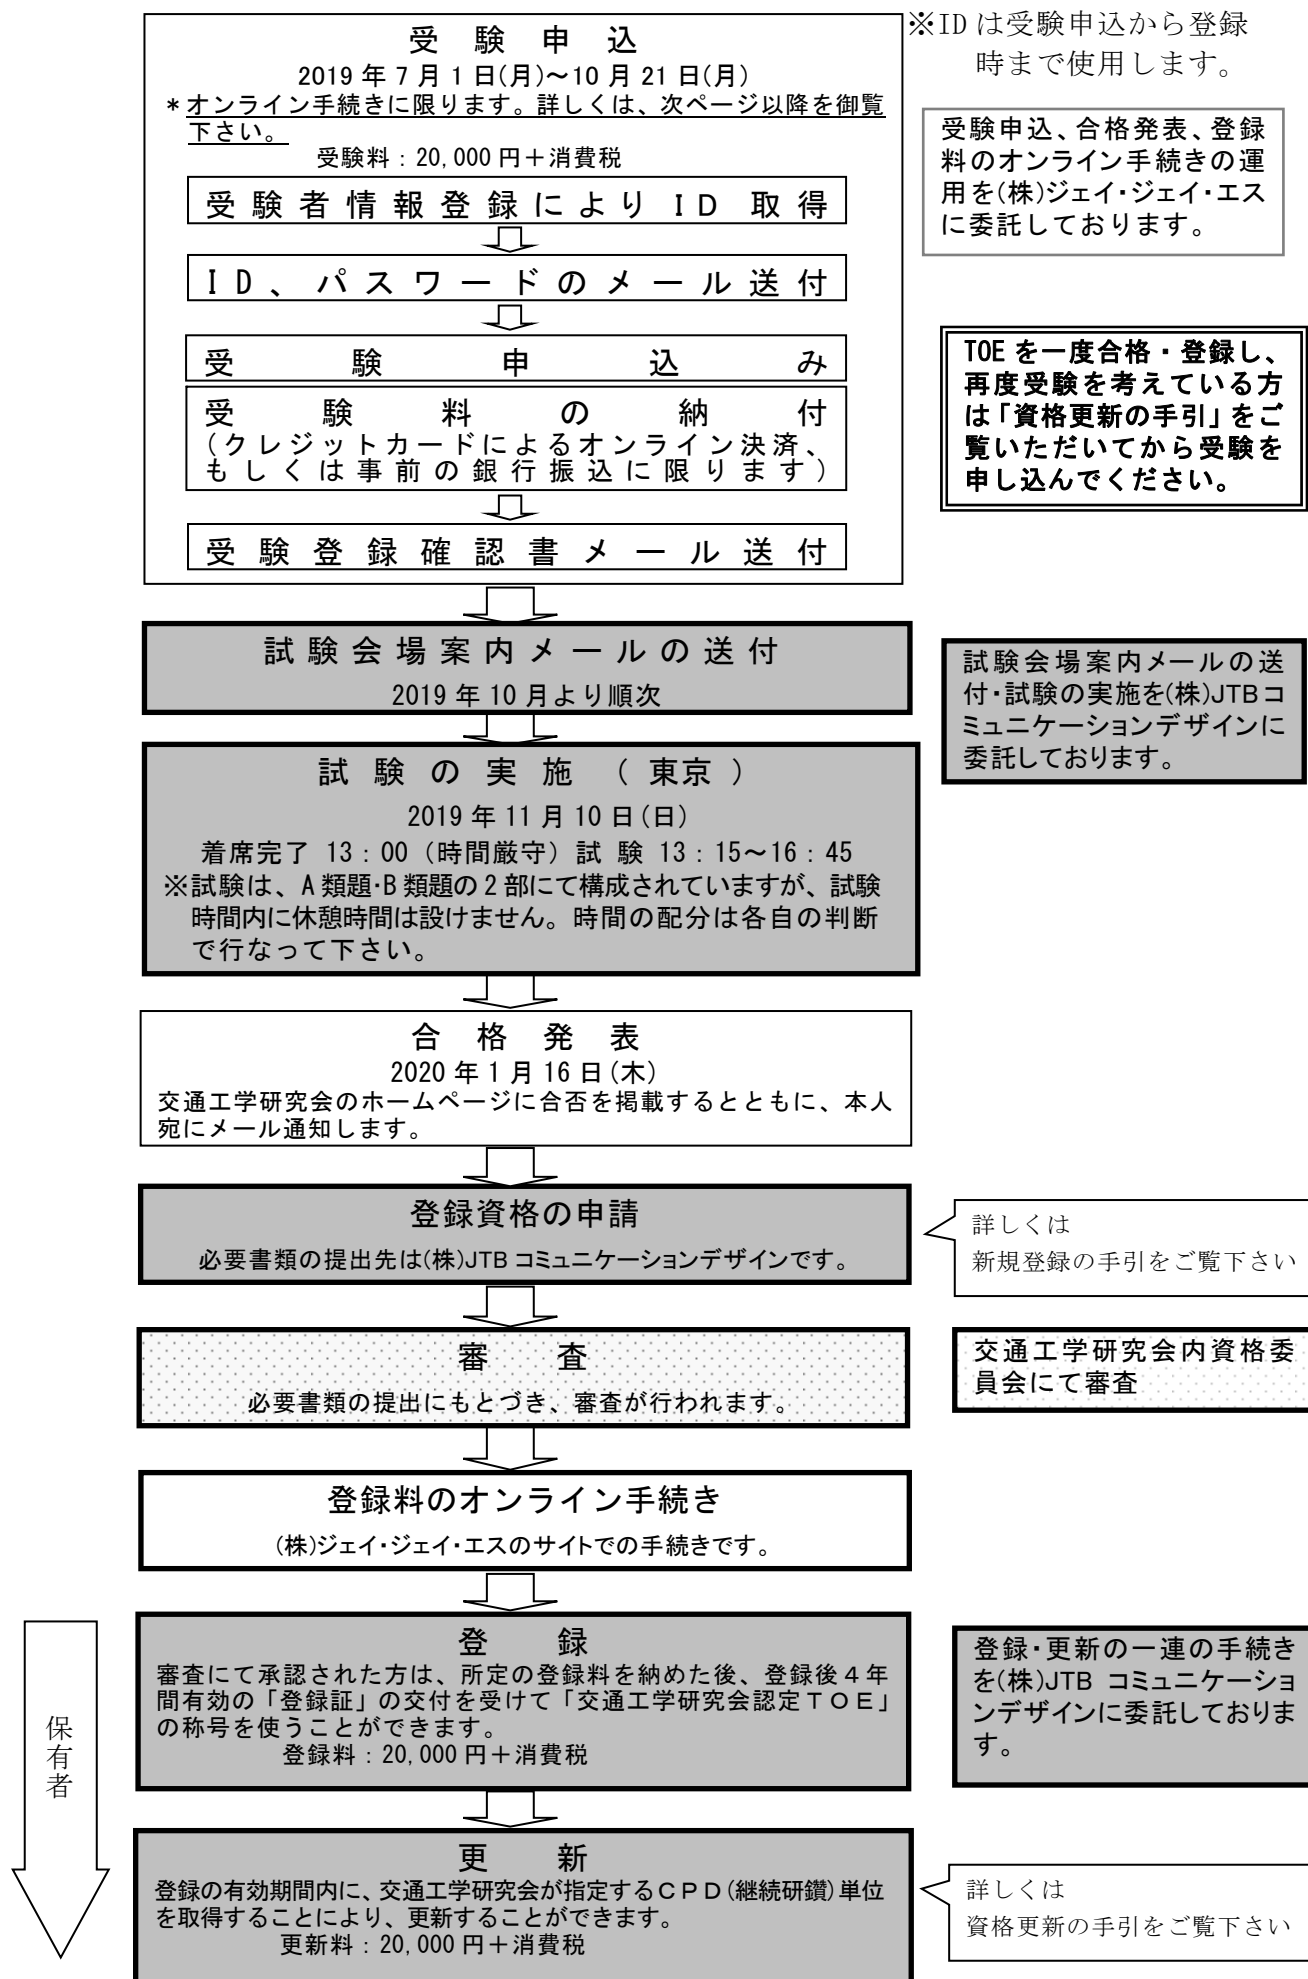 受験申込
2019年7月1日(月)～10月21日(月)
*オンライン手続きに限ります。詳しくは、次ページ以降を御覧
下さい。
受験料：20,000円＋消費税
受験者情報登録によりID取得
ID、パスワードのメール送付
受験申込み
受験料の納付
(クレジットカードによるオンライン決済、
もしくは事前の銀行振込に限ります)
受験登録確認書メール送付
※IDは受験申込から登録
時まで使用します。
受験申込、合格発表、登録
料のオンライン手続きの運
用を(株)ジェイ・ジェイ・エス
に委託しております。
TOEを一度合格・登録し、
再度受験を考えている方
は「資格更新の手引」をご
覧いただいてから受験を
申し込んでください。
試験会場案内メールの送付
2019年10月より順次
試験会場案内メールの送
付・試験の実施を(株)JTBコ
ミュニケーションデザインに
委託しております。
試験の実施（東京）
2019年11月10日(日)
着席完了 13：00（時間厳守）試験 13：15～16：45
※試験は、A類題・B類題の2部にて構成されていますが、試験
時間内に休憩時間は設けません。時間の配分は各自の判断
で行なって下さい。
合格発表
2020年1月16日(木)
交通工学研究会のホームページに合否を掲載するとともに、本人
宛にメール通知します。
登録資格の申請
必要書類の提出先は(株)JTBコミュニケーションデザインです。
詳しくは
新規登録の手引をご覧下さい
審査
必要書類の提出にもとづき、審査が行われます。
交通工学研究会内資格委
員会にて審査
登録料のオンライン手続き
(株)ジェイ・ジェイ・エスのサイトでの手続きです。
登録
審査にて承認された方は、所定の登録料を納めた後、登録後４年
間有効の「登録証」の交付を受けて「交通工学研究会認定ＴＯＥ」
の称号を使うことができます。
登録料：20,000円＋消費税
登録・更新の一連の手続き
を(株)JTB コミュニケーショ
ンデザインに委託しておりま
す。
保有者
更新
登録の有効期間内に、交通工学研究会が指定するＣＰＤ(継続研鑽)単位
を取得することにより、更新することができます。
更新料：20,000円＋消費税
詳しくは
資格更新の手引をご覧下さい